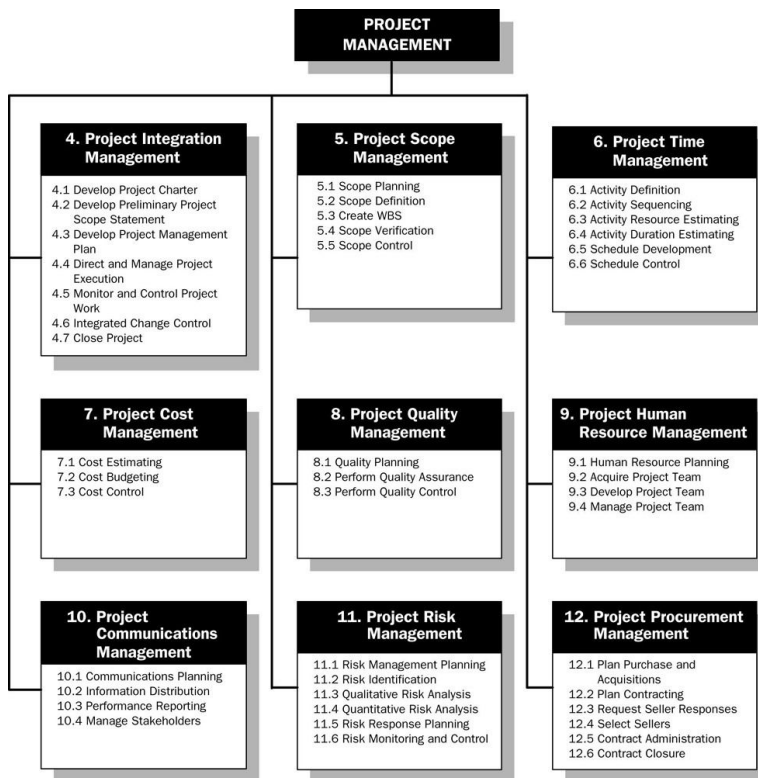 PROJECT
MANAGEMENT
4. Project Integration
Management
4.1 Develop Project Charter
4.2 Develop Preliminary Project
Scope Statement
4.3 Develop Project Management
Plan
4.4 Direct and Manage Project
Execution
4.5 Monitor and Control Project
Work
4.6 Integrated Change Control
4.7 Close Project
5. Project Scope
Management
5.1 Scope Planning
5.2 Scope Definition
5.3 Create WBS
5.4 Scope Verification
5.5 Scope Control
6. Project Time
Management
6.1 Activity Definition
6.2 Activity Sequencing
6.3 Activity Resource Estimating
6.4 Activity Duration Estimating
6.5 Schedule Development
6.6 Schedule Control
7. Project Cost
Management
7.1 Cost Estimating
7.2 Cost Budgeting
7.3 Cost Control
8. Project Quality
Management
8.1 Quality Planning
8.2 Perform Quality Assurance
8.3 Perform Quality Control
9. Project Human
Resource Management
9.1 Human Resource Planning
9.2 Acquire Project Team
9.3 Develop Project Team
9.4 Manage Project Team
10. Project
Communications
Management
10.1 Communications Planning
10.2 Information Distribution
10.3 Performance Reporting
10.4 Manage Stakeholders
11. Project Risk
Management
11.1 Risk Management Planning
11.2 Risk Identification
11.3 Qualitative Risk Analysis
11.4 Quantitative Risk Analysis
11.5 Risk Response Planning
11.6 Risk Monitoring and Control
12. Project Procurement
Management
12.1 Plan Purchase and
Acquisitions
12.2 Plan Contracting
12.3 Request Seller Responses
12.4 Select Sellers
12.5 Contract Administration
12.6 Contract Closure